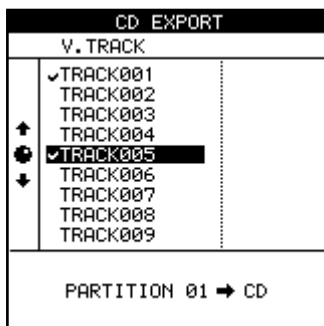 CD EXPORT
V.TRACK
✓TRACK001
TRACK002
TRACK003
TRACK004
✓TRACK005
TRACK006
TRACK007
TRACK008
TRACK009
PARTITION 01 ➡ CD